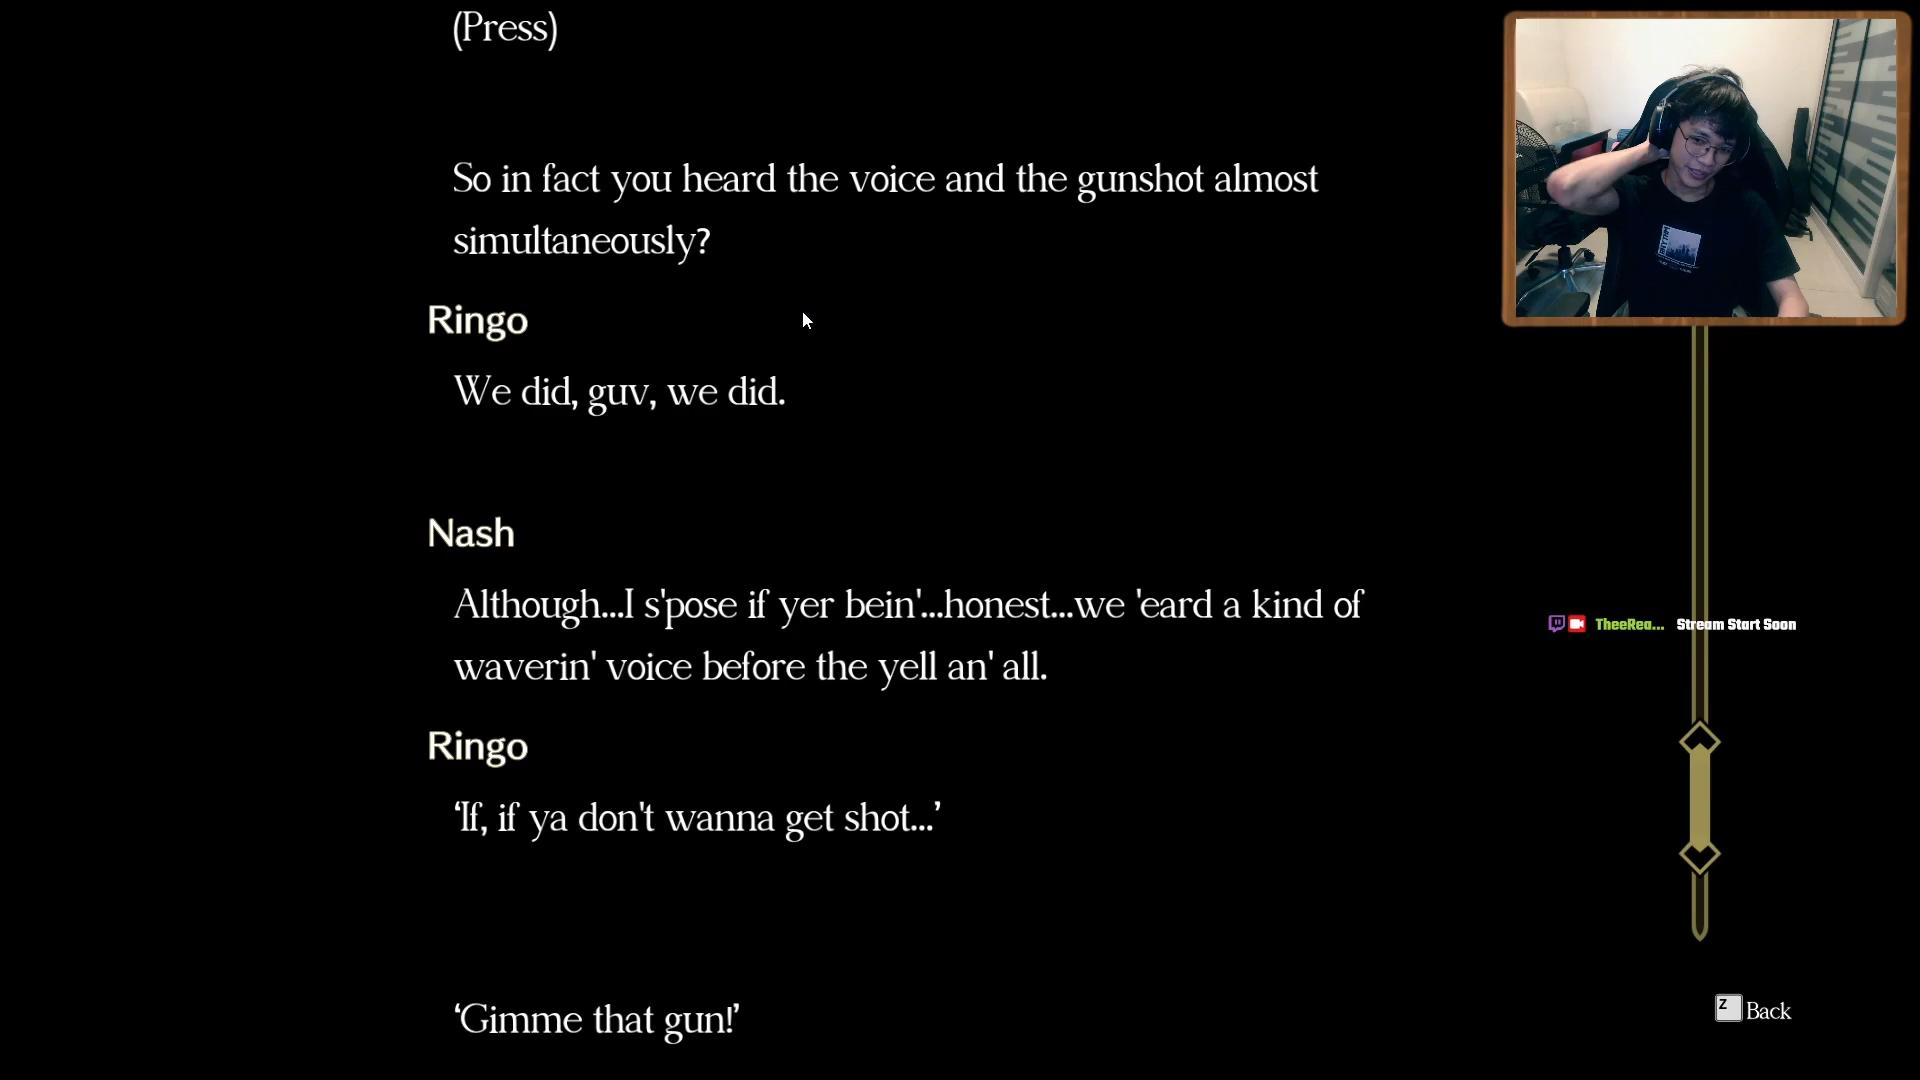 (Press)
So in fact you heard the voice and the gunshot almost
simultaneously?
Ringo
We did, guv, we did.
Nash
Although...I s'pose if yer bein'...honest...we 'eard a kind of
waverin' voice before the yell an' all.
Ringo
‘If, if ya don't wanna get shot...’
‘Gimme that gun!’
TheeRea... Stream Start Soon
Z Back